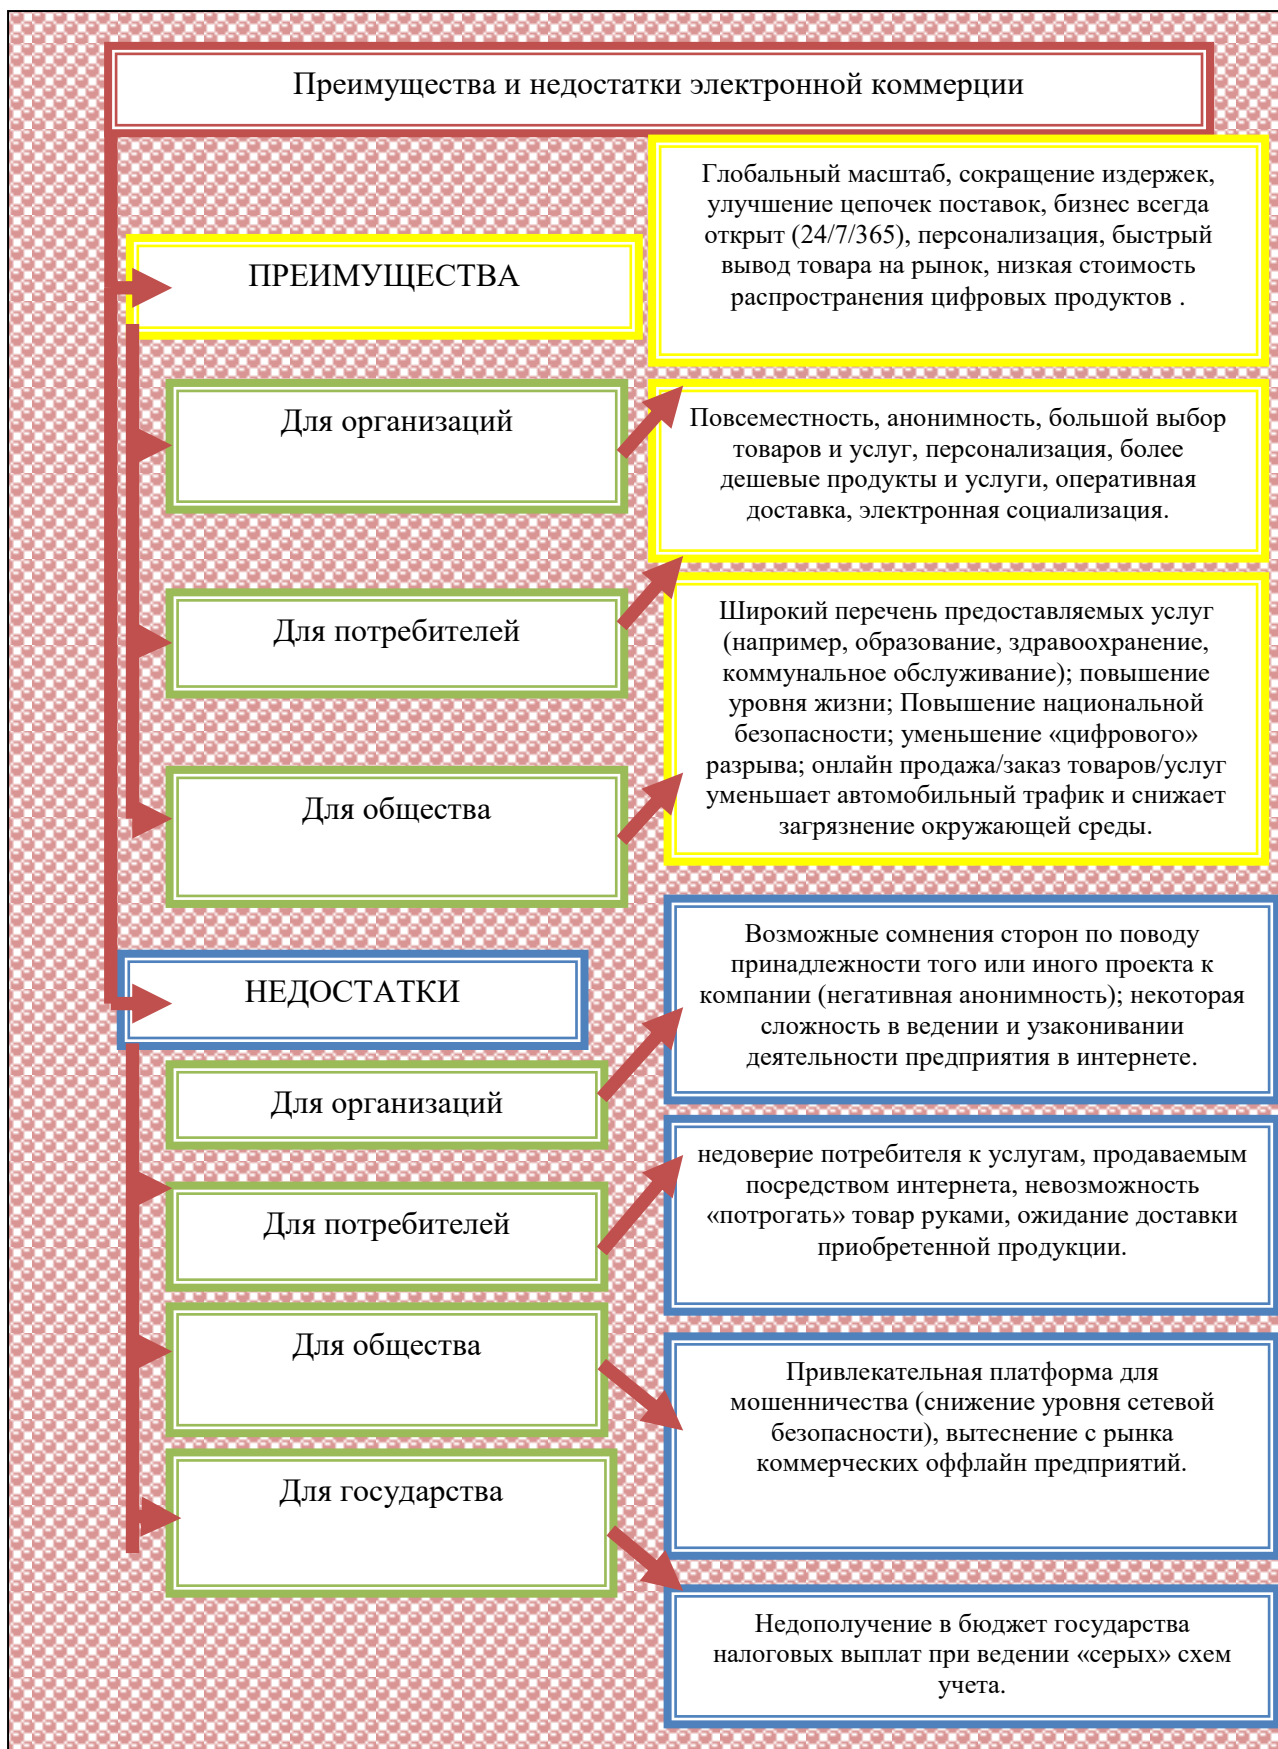 Преимущества и недостатки электронной коммерции
ПРЕИМУЩЕСТВА
Глобальный масштаб, сокращение издержек,
улучшение цепочек поставок, бизнес всегда
открыт (24/7/365), персонализация, быстрый
вывод товара на рынок, низкая стоимость
распространения цифровых продуктов .
Для организаций
Повсеместность, анонимность, большой выбор
товаров и услуг, персонализация, более
дешевые продукты и услуги, оперативная
доставка, электронная социализация.
Для потребителей
Широкий перечень предоставляемых услуг
(например, образование, здравоохранение,
коммунальное обслуживание); повышение
уровня жизни; Повышение национальной
безопасности; уменьшение «цифрового»
разрыва; онлайн продажа/заказ товаров/услуг
уменьшает автомобильный трафик и снижает
загрязнение окружающей среды.
Для общества
НЕДОСТАТКИ
Возможные сомнения сторон по поводу
принадлежности того или иного проекта к
компании (негативная анонимность); некоторая
сложность в ведении и узаконивании
деятельности предприятия в интернете.
Для организаций
недоверие потребителя к услугам, продаваемым
посредством интернета, невозможность
«потрогать» товар руками, ожидание доставки
приобретенной продукции.
Для потребителей
Для общества
Привлекательная платформа для
мошенничества (снижение уровня сетевой
безопасности), вытеснение с рынка
коммерческих оффлайн предприятий.
Для государства
Недополучение в бюджет государства
налоговых выплат при ведении «серых» схем
учета.